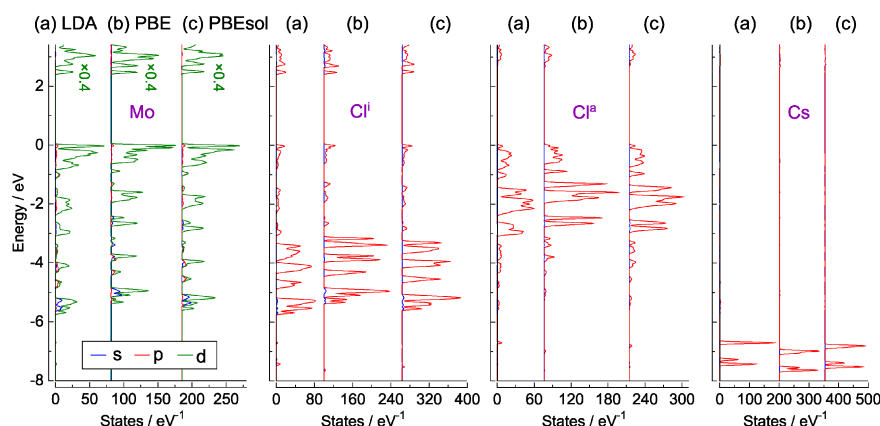 (a) LDA (b) PBE (c) PBEsol (a) (b) (c) (a) (b) (c) (a) (b) (c)
×0.4 ×0.4 ×0.4
Mo Clⁱ Clᵃ Cs
Energy / eV
2
0
-2
-4
-6
-8
s p d
0 50 100 150 200 250 0 80 160 240 320 400 0 60 120 180 240 300 0 100 200 300 400 500
States / eV⁻¹ States / eV⁻¹ States / eV⁻¹ States / eV⁻¹